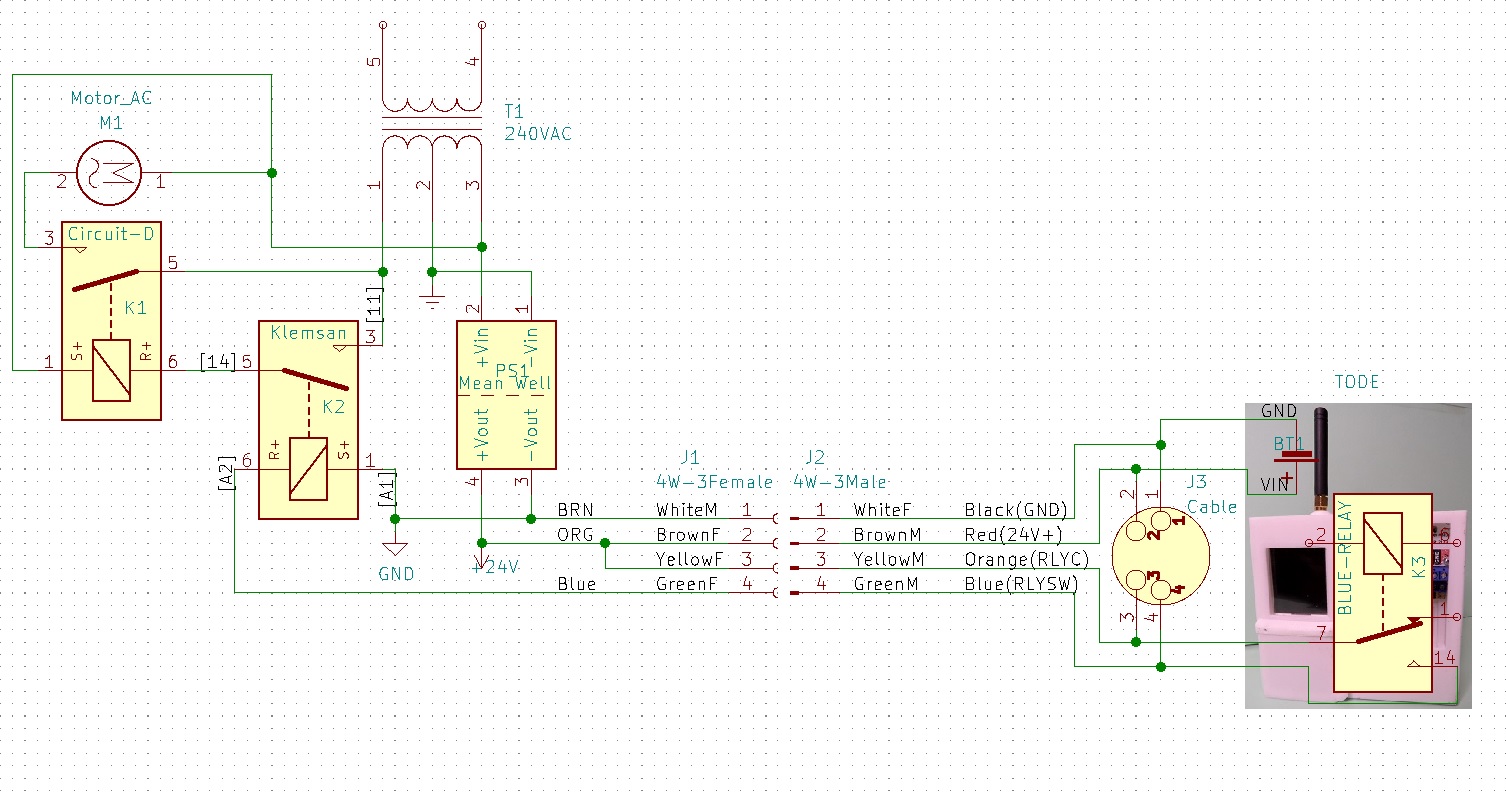 5
4
T1
240VAC
1
2
3
Motor_AC
M1
2
1
Circuit-D
3
5
K1
S+
R+
1
6
[14]
[11]
Klemsan
3
5
K2
R+
S+
6
1
[A2]
[A1]
2
1
+Vin
-Vin
PS1
Mean Well
+Vout
-Vout
4
3
GND
+24V
J1
4W-3Female
BRN WhiteM 1
ORG BrownF 2
YellowF 3
Blue GreenF 4
J2
4W-3Male
1 WhiteF Black(GND)
2 BrownM Red(24V+)
3 YellowM Orange(RLYC)
4 GreenM Blue(RLYSW)
J3
Cable
2
1
2
1
3
4
3
4
TODE
GND
BT1
+
VIN
BLUE-RELAY
K3
2
1
7
14